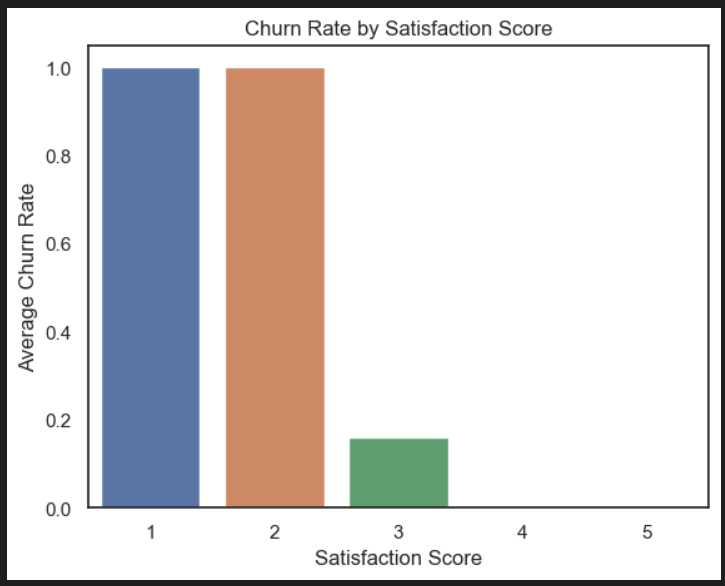 Churn Rate by Satisfaction Score
1.0
0.8
0.6
0.4
0.2
0.0
Average Churn Rate
1 2 3 4 5
Satisfaction Score